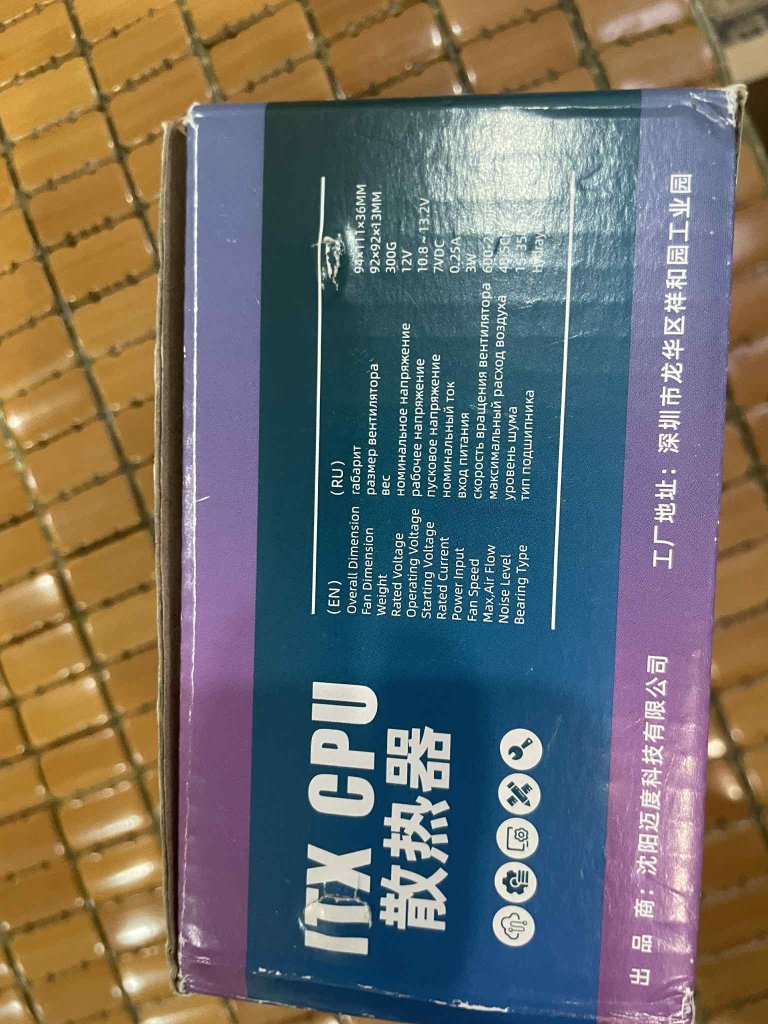 ITX CPU
散热器
(EN) (RU)
Overall Dimension габарит 94×111×36MM
Fan Dimension размер вентилятора 92×92×13MM
Weight вес 300G
Rated Voltage номинальное напряжение 12V
Operating Voltage рабочее напряжение 10.8~13.2V
Starting Voltage пусковое напряжение 7VDC
Rated Current номинальный ток 0.25A
Power Input вход питания 3W
Fan Speed скорость вращения вентилятора
Max,Air Flow максимальный расход воздуха
Noise Level уровень шума
Bearing Type тип подшипника
出 品 商：沈阳迈度科技有限公司 工厂地址：深圳市龙华区祥和园工业园